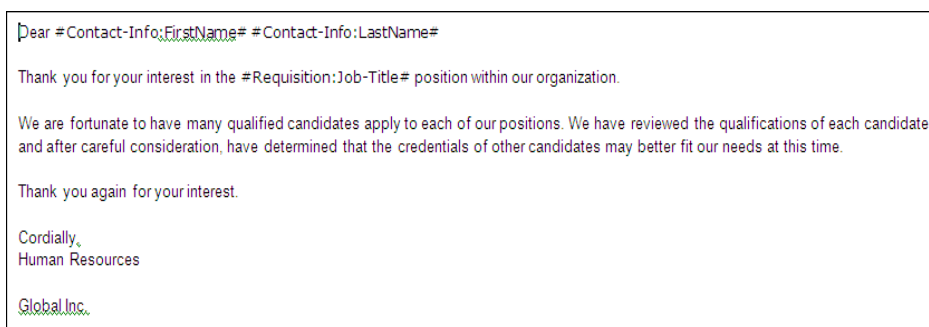 Dear #Contact-Info:FirstName# #Contact-Info:LastName#
Thank you for your interest in the #Requisition:Job-Title# position within our organization.
We are fortunate to have many qualified candidates apply to each of our positions. We have reviewed the qualifications of each candidate
and after careful consideration, have determined that the credentials of other candidates may better fit our needs at this time.
Thank you again for your interest.
Cordially,
Human Resources
Global Inc.